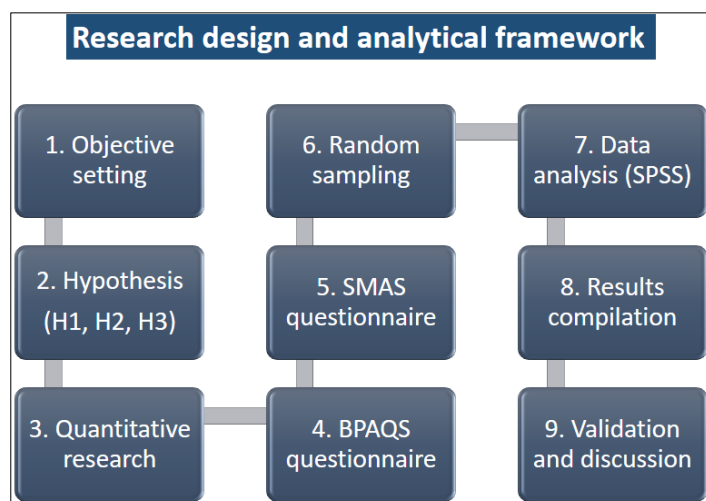 Research design and analytical framework
1. Objective
setting
2. Hypothesis
(H1, H2, H3)
3. Quantitative
research
4. BPAQS
questionnaire
5. SMAS
questionnaire
6. Random
sampling
7. Data
analysis (SPSS)
8. Results
compilation
9. Validation
and discussion